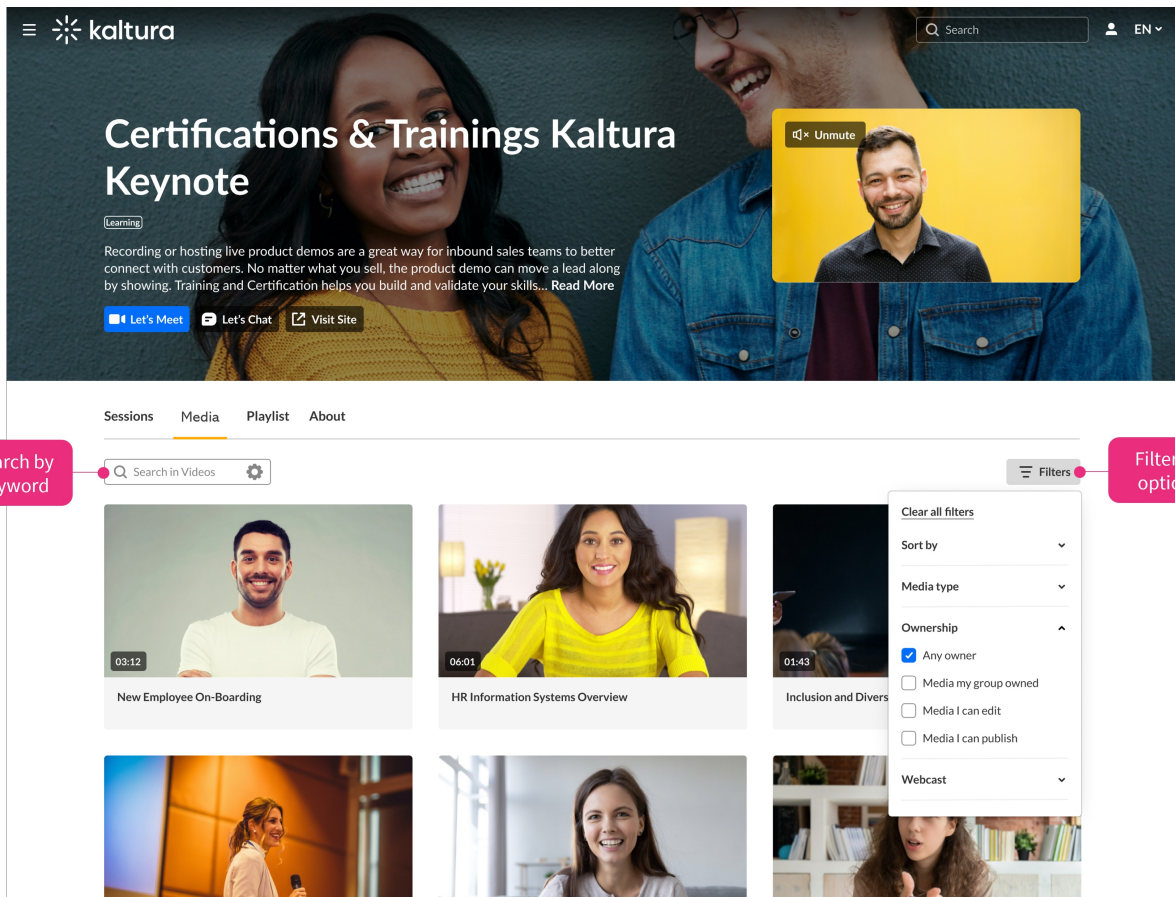 kaltura
Search
EN
Certifications & Trainings Kaltura
Keynote
Unmute
Learning
Recording or hosting live product demos are a great way for inbound sales teams to better
connect with customers. No matter what you sell, the product demo can move a lead along
by showing. Training and Certification helps you build and validate your skills... Read More
Let's Meet
Let's Chat
Visit Site
Sessions
Media
Playlist
About
Search in Videos
Filters
Clear all filters
Sort by
Media type
Ownership
Any owner
Media my group owned
Media I can edit
Media I can publish
Webcast
03:12
06:01
01:43
New Employee On-Boarding
HR Information Systems Overview
Inclusion and
by